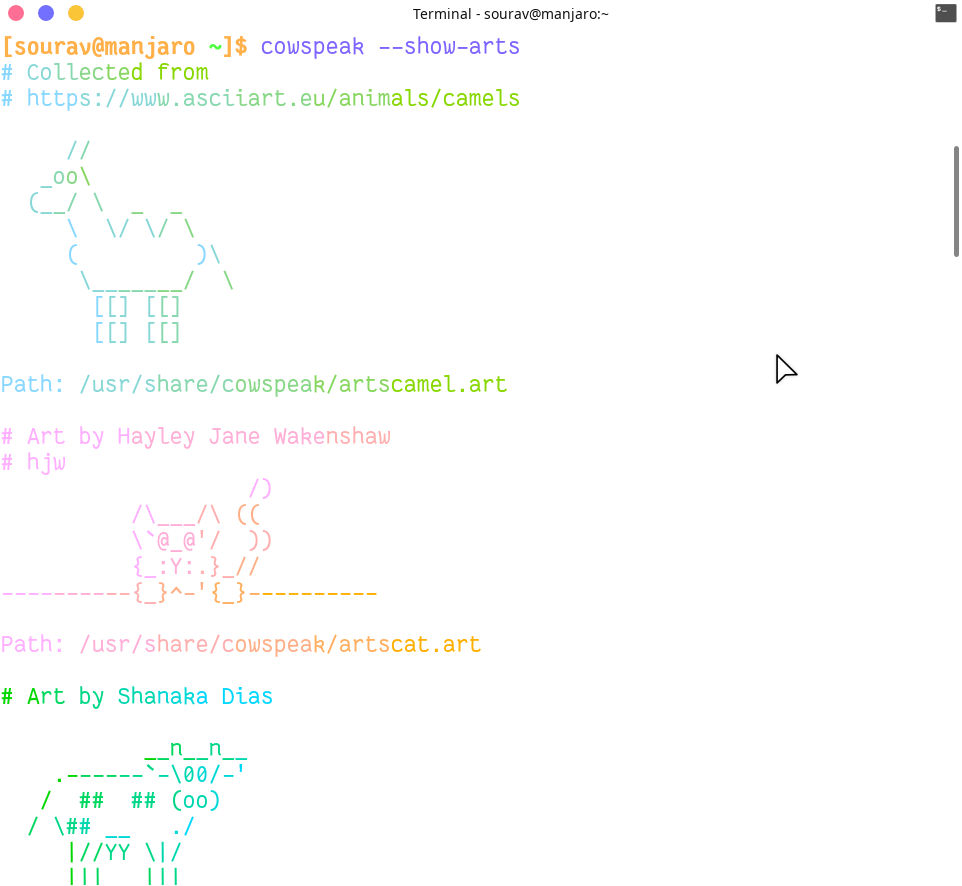 Terminal - sourav@manjaro:~
[sourav@manjaro ~]$ cowspeak --show-arts
# Collected from
# https://www.asciiart.eu/animals/camels

     //
   _oo\
  (__/ \  _  _
     \  \/ \/ \
     (         )\
      \_______/  \
       [[] [[]
       [[] [[]

Path: /usr/share/cowspeak/artscamel.art

# Art by Hayley Jane Wakenshaw
# hjw
                   /)
          /\___/\ ((
          \`@_@'/  ))
          {_:Y:.}_//
----------{_}^-'{_}----------

Path: /usr/share/cowspeak/artscat.art

# Art by Shanaka Dias

           __n__n__
    .------`-\00/-'
   /  ##  ## (oo)
  / \## __   ./
     |//YY \|/
     |||   |||